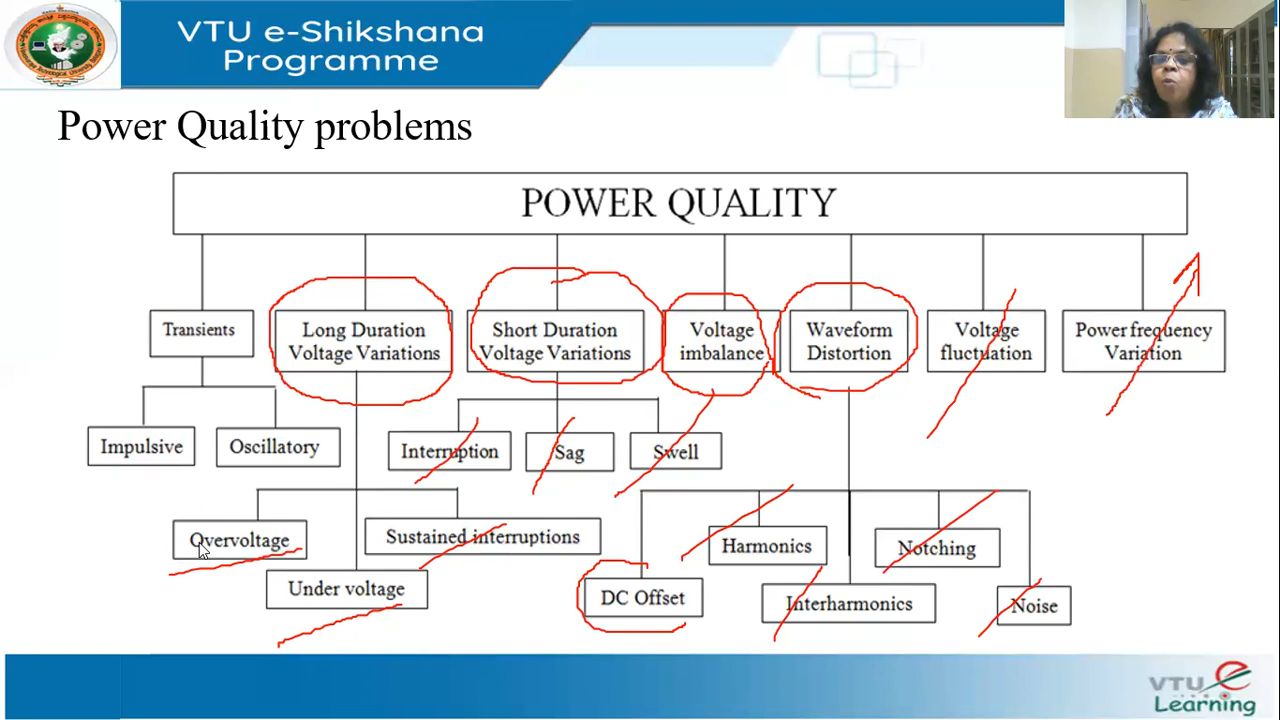 VTU e-Shikshana
Programme
Power Quality problems
POWER QUALITY
Transients
Long Duration
Voltage Variations
Short Duration
Voltage Variations
Voltage
imbalance
Waveform
Distortion
Voltage
fluctuation
Power frequency
Variation
Impulsive
Oscillatory
Interruption
Sag
Swell
Overvoltage
Sustained interruptions
Under voltage
Harmonics
Notching
DC Offset
Interharmonics
Noise
VTU e
Learning